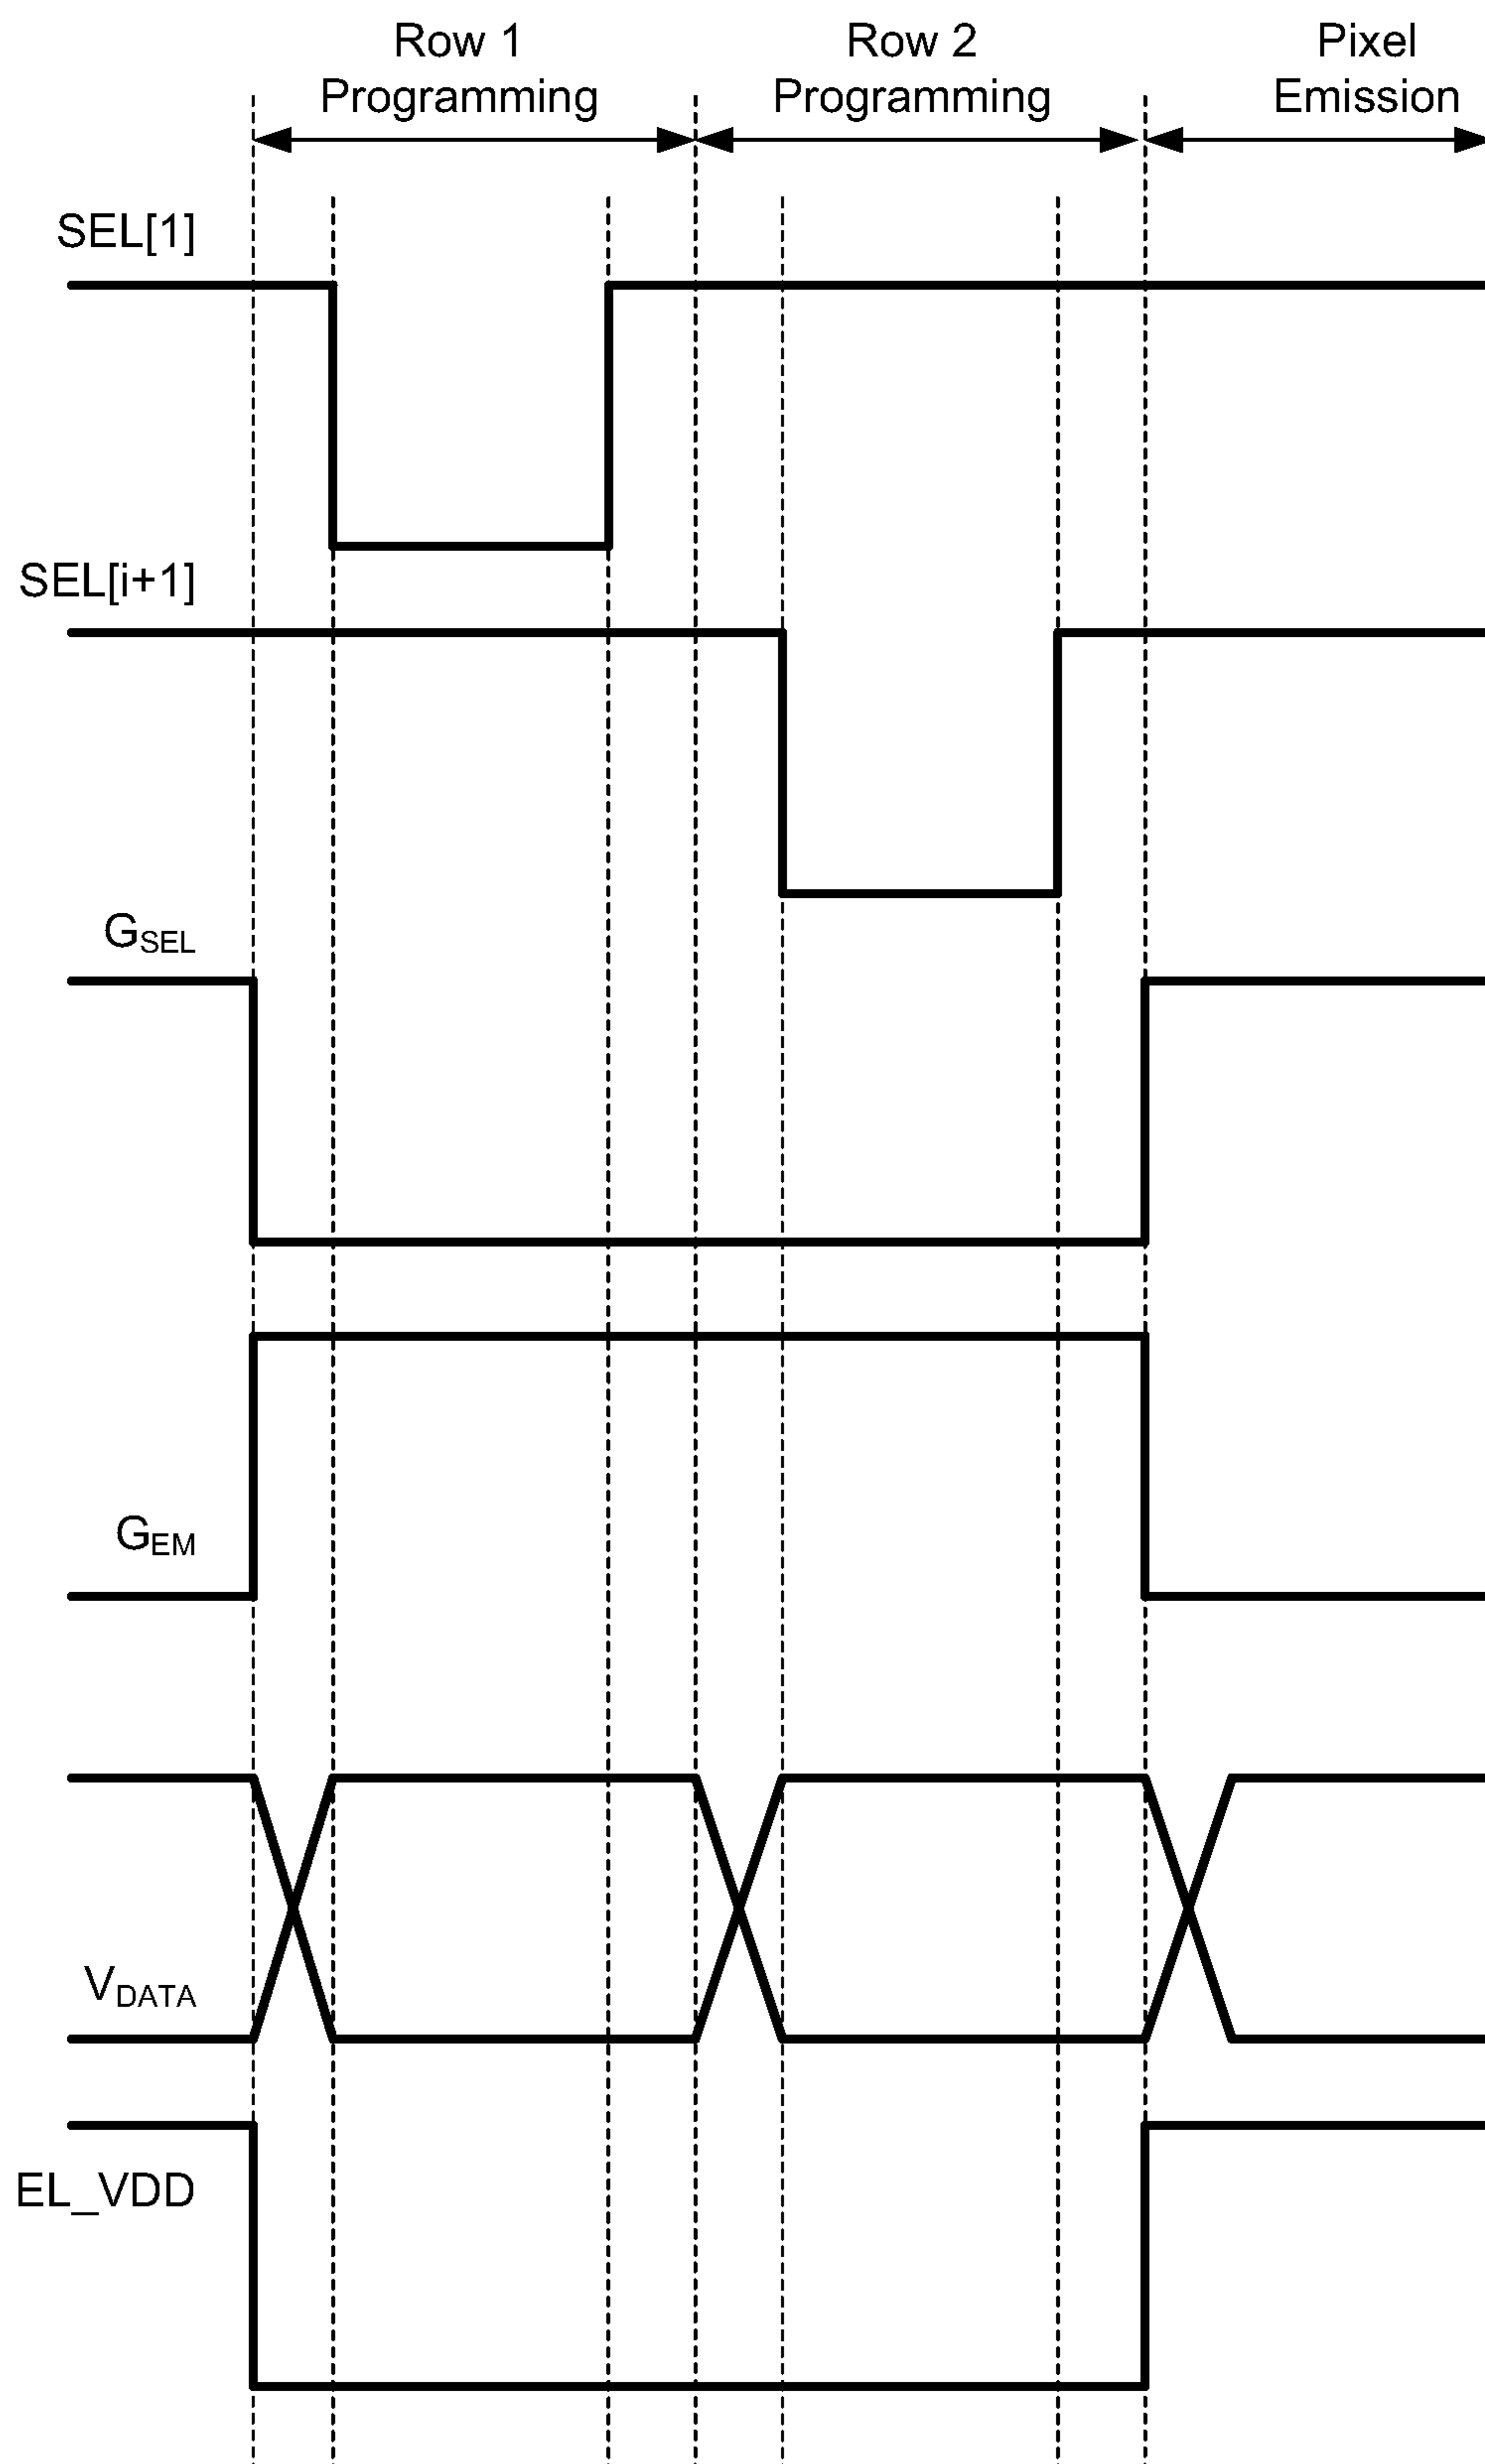 Row 1
Programming
Row 2
Programming
Pixel
Emission
SEL[1]
SEL[i+1]
GSEL
GEM
VDATA
EL_VDD